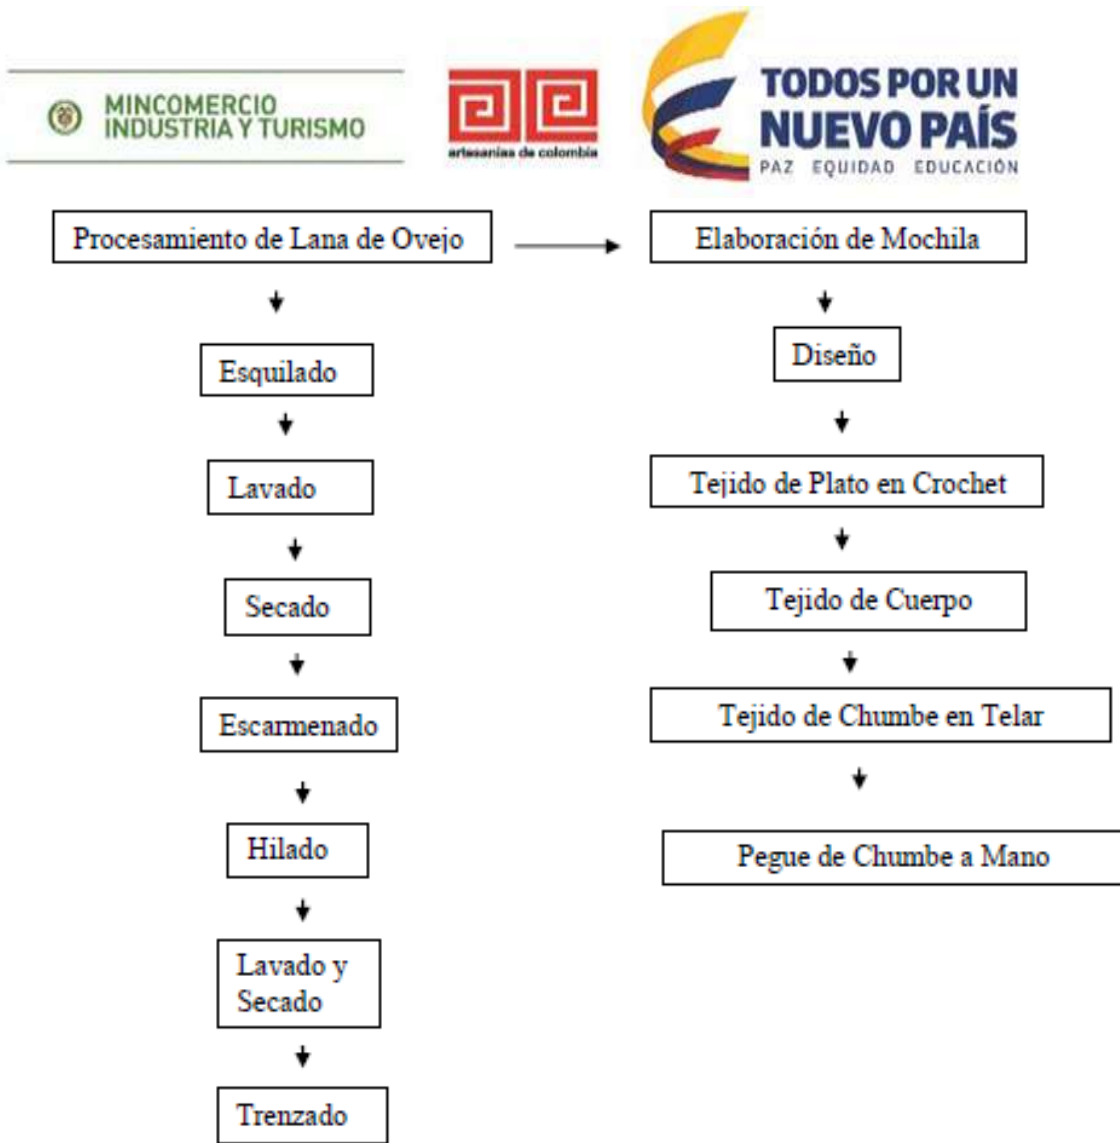 MINCOMERCIO
INDUSTRIA Y TURISMO
artesanías de colombia
TODOS POR UN
NUEVO PAÍS
PAZ EQUIDAD EDUCACIÓN
Procesamiento de Lana de Ovejo
Esquilado
Lavado
Secado
Escarmenado
Hilado
Lavado y
Secado
Trenzado
Elaboración de Mochila
Diseño
Tejido de Plato en Crochet
Tejido de Cuerpo
Tejido de Chumbe en Telar
Pegue de Chumbe a Mano